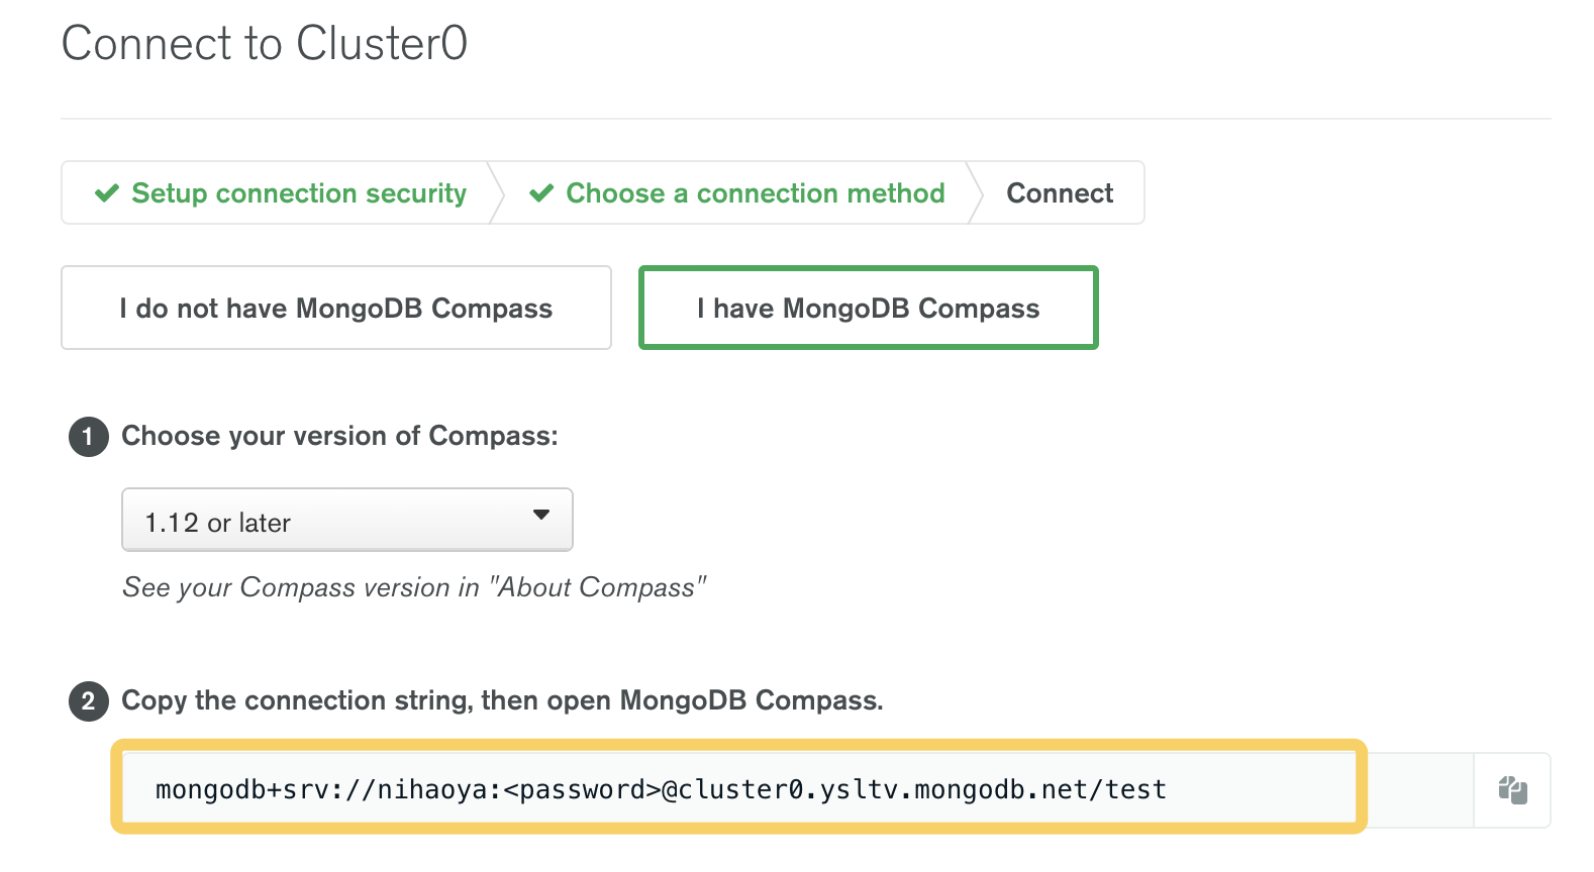 Connect to Cluster0
Setup connection security
Choose a connection method
Connect
I do not have MongoDB Compass
I have MongoDB Compass
1 Choose your version of Compass:
1.12 or later
See your Compass version in "About Compass"
2 Copy the connection string, then open MongoDB Compass.
mongodb+srv://nihaoya:<password>@cluster0.ysltv.mongodb.net/test